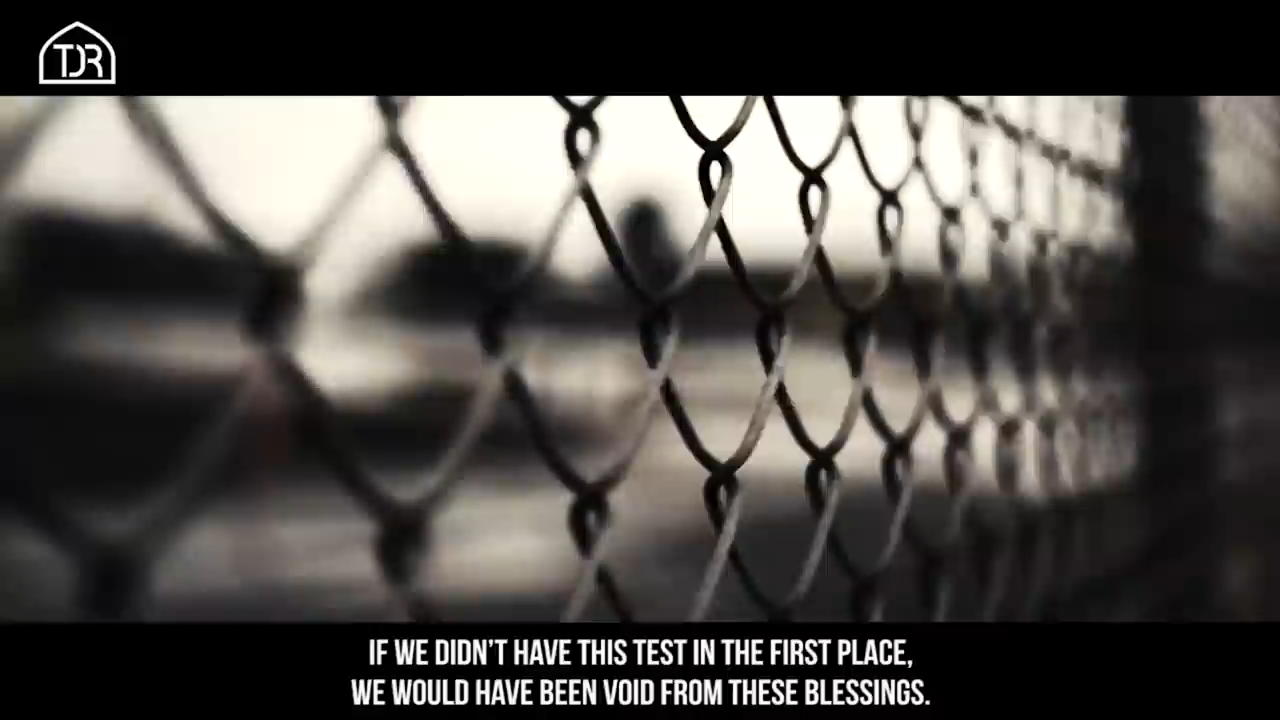 TDR
IF WE DIDN'T HAVE THIS TEST IN THE FIRST PLACE,
WE WOULD HAVE BEEN VOID FROM THESE BLESSINGS.